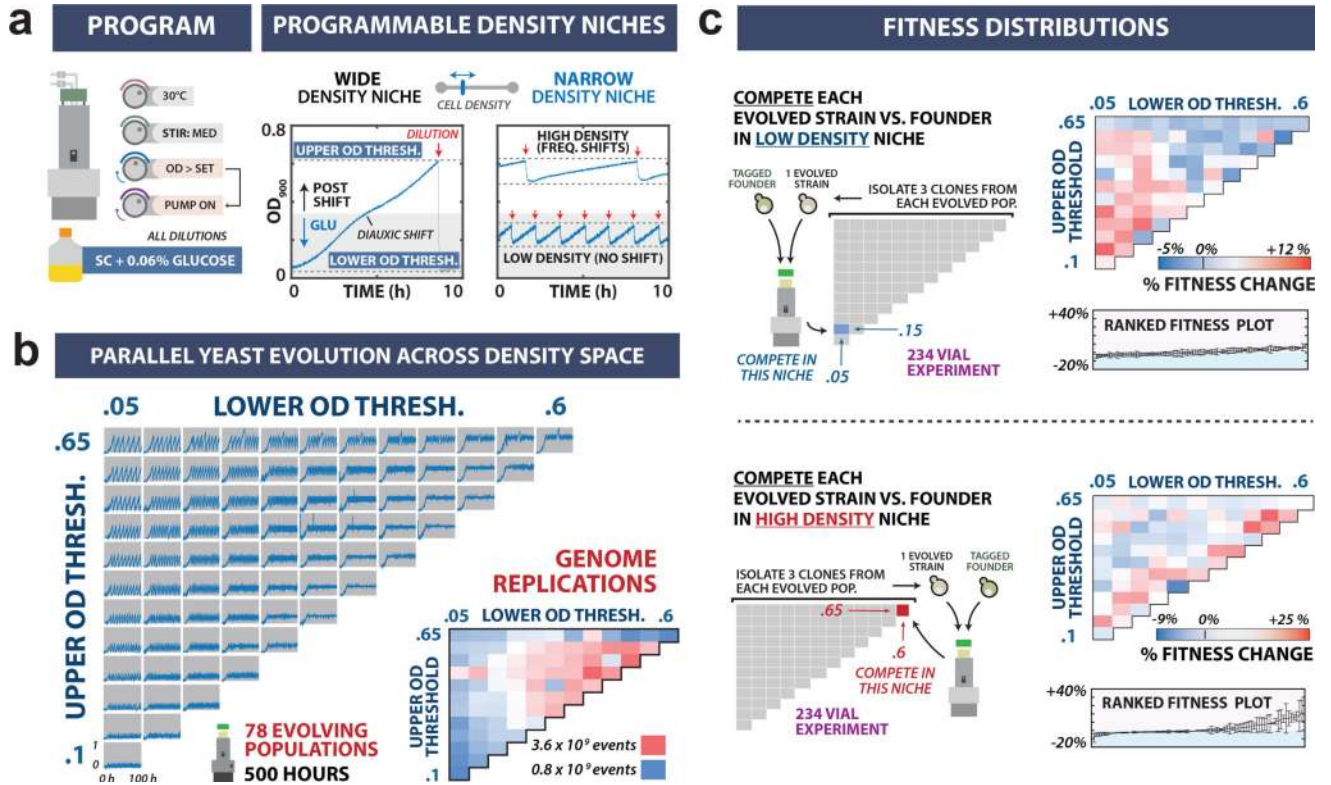 a
PROGRAM
30°C
STIR: MED
OD > SET
PUMP ON
ALL DILUTIONS
SC + 0.06% GLUCOSE
PROGRAMMABLE DENSITY NICHES
WIDE
DENSITY NICHE
CELL DENSITY
NARROW
DENSITY NICHE
0.8
0
OD900
DILUTION
UPPER OD THRESH.
POST
SHIFT
GLU
DIAUXIC SHIFT
LOWER OD THRESH.
0
TIME (h)
10
HIGH DENSITY
(FREQ. SHIFTS)
LOW DENSITY (NO SHIFT)
0
TIME (h)
10
b
PARALLEL YEAST EVOLUTION ACROSS DENSITY SPACE
.05
LOWER OD THRESH.
.6
.65
UPPER OD THRESH.
.1
1
0
0 h
100 h
78 EVOLVING
POPULATIONS
500 HOURS
GENOME
REPLICATIONS
.05
LOWER OD THRESH.
.6
.65
UPPER OD
THRESHOLD
.1
3.6 x 10⁹ events
0.8 x 10⁹ events
c
FITNESS DISTRIBUTIONS
COMPETE EACH
EVOLVED STRAIN VS. FOUNDER
IN LOW DENSITY NICHE
TAGGED
FOUNDER
1 EVOLVED
STRAIN
ISOLATE 3 CLONES FROM
EACH EVOLVED POP.
.15
.05
COMPETE IN
THIS NICHE
234 VIAL
EXPERIMENT
.05
LOWER OD THRESH.
.6
.65
UPPER OD
THRESHOLD
.1
-5%
0%
+12 %
% FITNESS CHANGE
+40%
-20%
RANKED FITNESS PLOT
COMPETE EACH
EVOLVED STRAIN VS. FOUNDER
IN HIGH DENSITY NICHE
1 EVOLVED
STRAIN
TAGGED
FOUNDER
ISOLATE 3 CLONES FROM
EACH EVOLVED POP.
.65
.6
COMPETE IN
THIS NICHE
234 VIAL
EXPERIMENT
.05
LOWER OD THRESH.
.6
.65
UPPER OD
THRESHOLD
.1
-9%
0%
+25 %
% FITNESS CHANGE
+40%
-20%
RANKED FITNESS PLOT